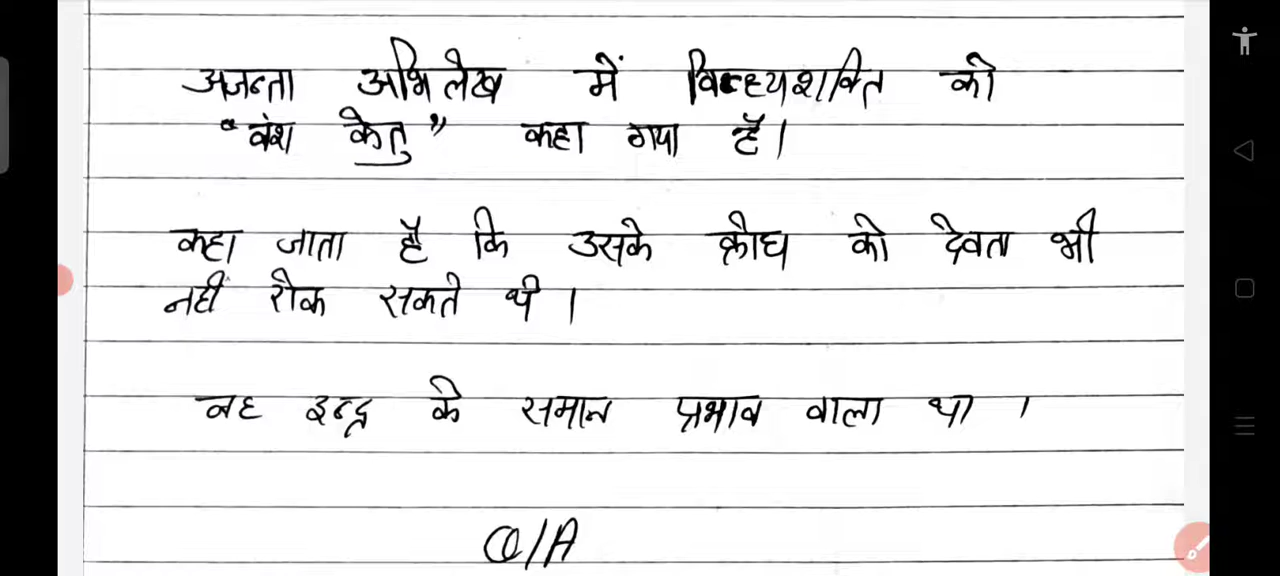 अजन्ता अभिलेख में विन्ध्यशक्ति को
"वंश केतु" कहा गया है।
कहा जाता है कि उसके क्रोध को देवता भी
नहीं रोक सकते थे।
वह इन्द्र के समान प्रभाव वाला था।
Q/A